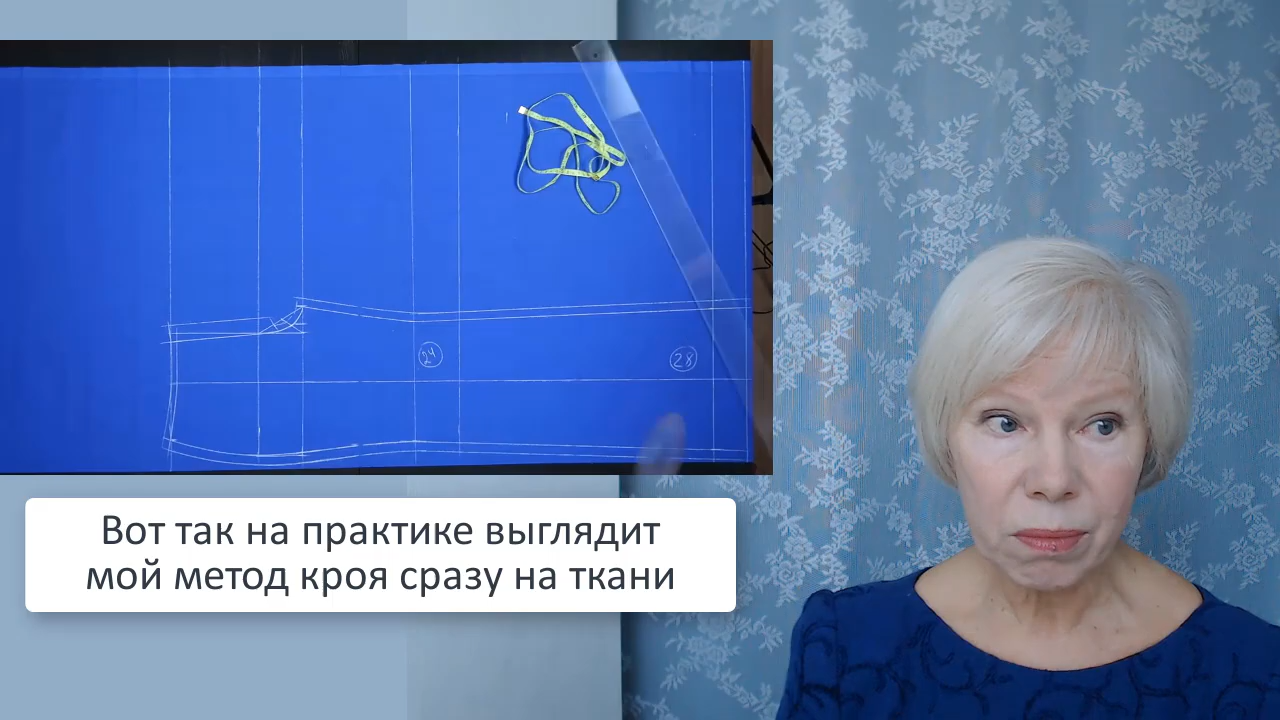 24
28
Вот так на практике выглядит
мой метод кроя сразу на ткани